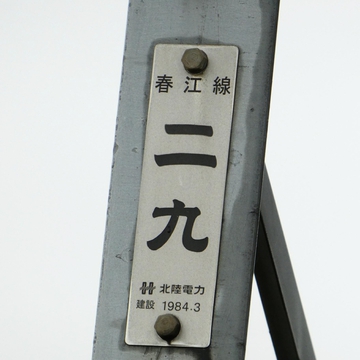 春江線
二九
北陸電力
建設 1984.3